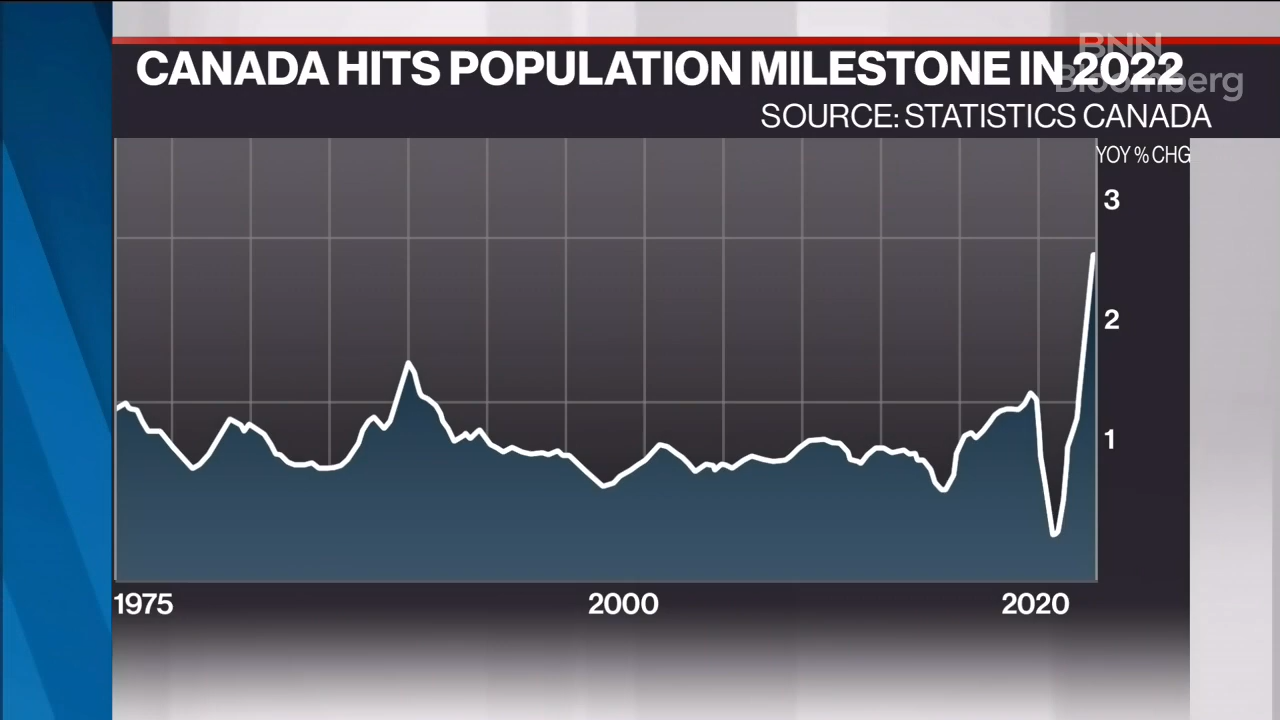 BNN
Bloomberg
CANADA HITS POPULATION MILESTONE IN 2022
SOURCE: STATISTICS CANADA
YOY % CHG
3
2
1
1975 2000 2020